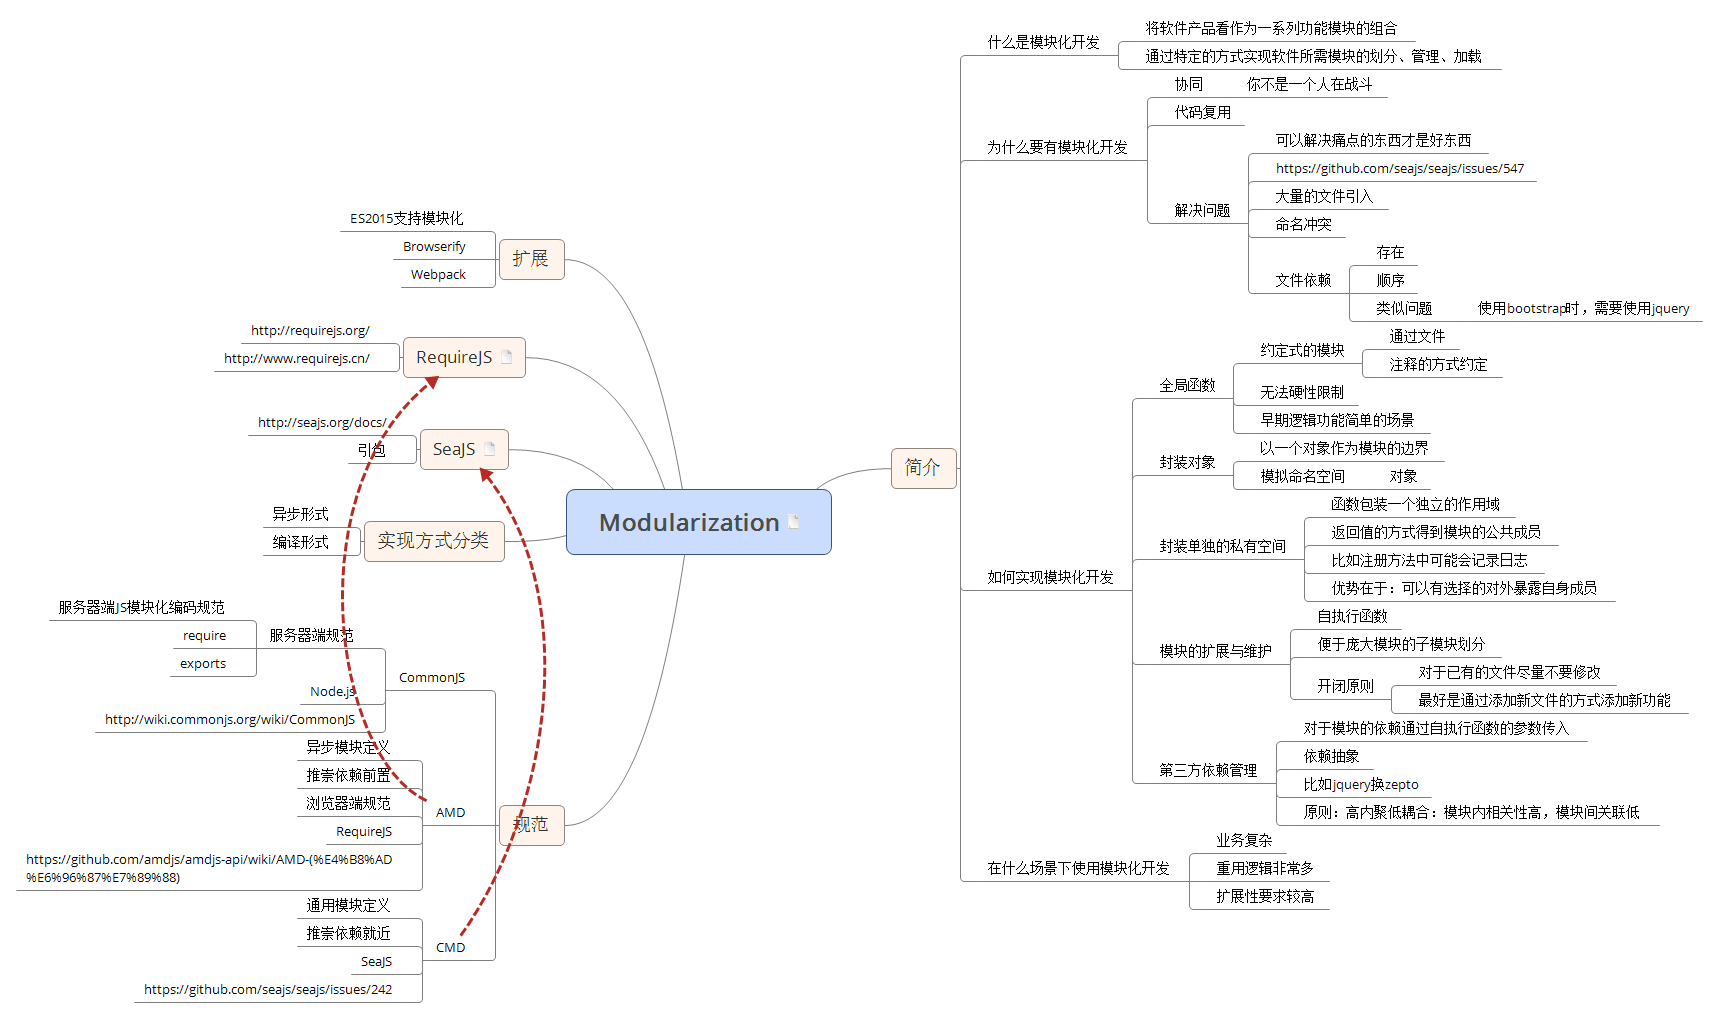 Modularization
简介
什么是模块化开发
将软件产品看作为一系列功能模块的组合
通过特定的方式实现软件所需模块的划分、管理、加载
为什么要有模块化开发
协同
你不是一个人在战斗
代码复用
解决问题
可以解决痛点的东西才是好东西
https://github.com/seajs/seajs/issues/547
大量的文件引入
命名冲突
文件依赖
存在
顺序
类似问题
使用bootstrap时，需要使用jquery
如何实现模块化开发
全局函数
约定式的模块
通过文件
注释的方式约定
无法硬性限制
早期逻辑功能简单的场景
封装对象
以一个对象作为模块的边界
模拟命名空间
对象
封装单独的私有空间
函数包装一个独立的作用域
返回值的方式得到模块的公共成员
比如注册方法中可能会记录日志
优势在于：可以有选择的对外暴露自身成员
模块的扩展与维护
自执行函数
便于庞大模块的子模块划分
开闭原则
对于已有的文件尽量不要修改
最好是通过添加新文件的方式添加新功能
第三方依赖管理
对于模块的依赖通过自执行函数的参数传入
依赖抽象
比如jquery换zepto
原则：高内聚低耦合：模块内相关性高，模块间关联低
在什么场景下使用模块化开发
业务复杂
重用逻辑非常多
扩展性要求较高
扩展
ES2015支持模块化
Browserify
Webpack
RequireJS
http://requirejs.org/
http://www.requirejs.cn/
SeaJS
http://seajs.org/docs/
引包
实现方式分类
异步形式
编译形式
规范
CommonJS
服务器端规范
服务器端JS模块化编码规范
require
exports
Node.js
http://wiki.commonjs.org/wiki/CommonJS
AMD
异步模块定义
推崇依赖前置
浏览器端规范
RequireJS
https://github.com/amdjs/amdjs-api/wiki/AMD-(%E4%B8%AD
%E6%96%87%E7%89%88)
CMD
通用模块定义
推崇依赖就近
SeaJS
https://github.com/seajs/seajs/issues/242